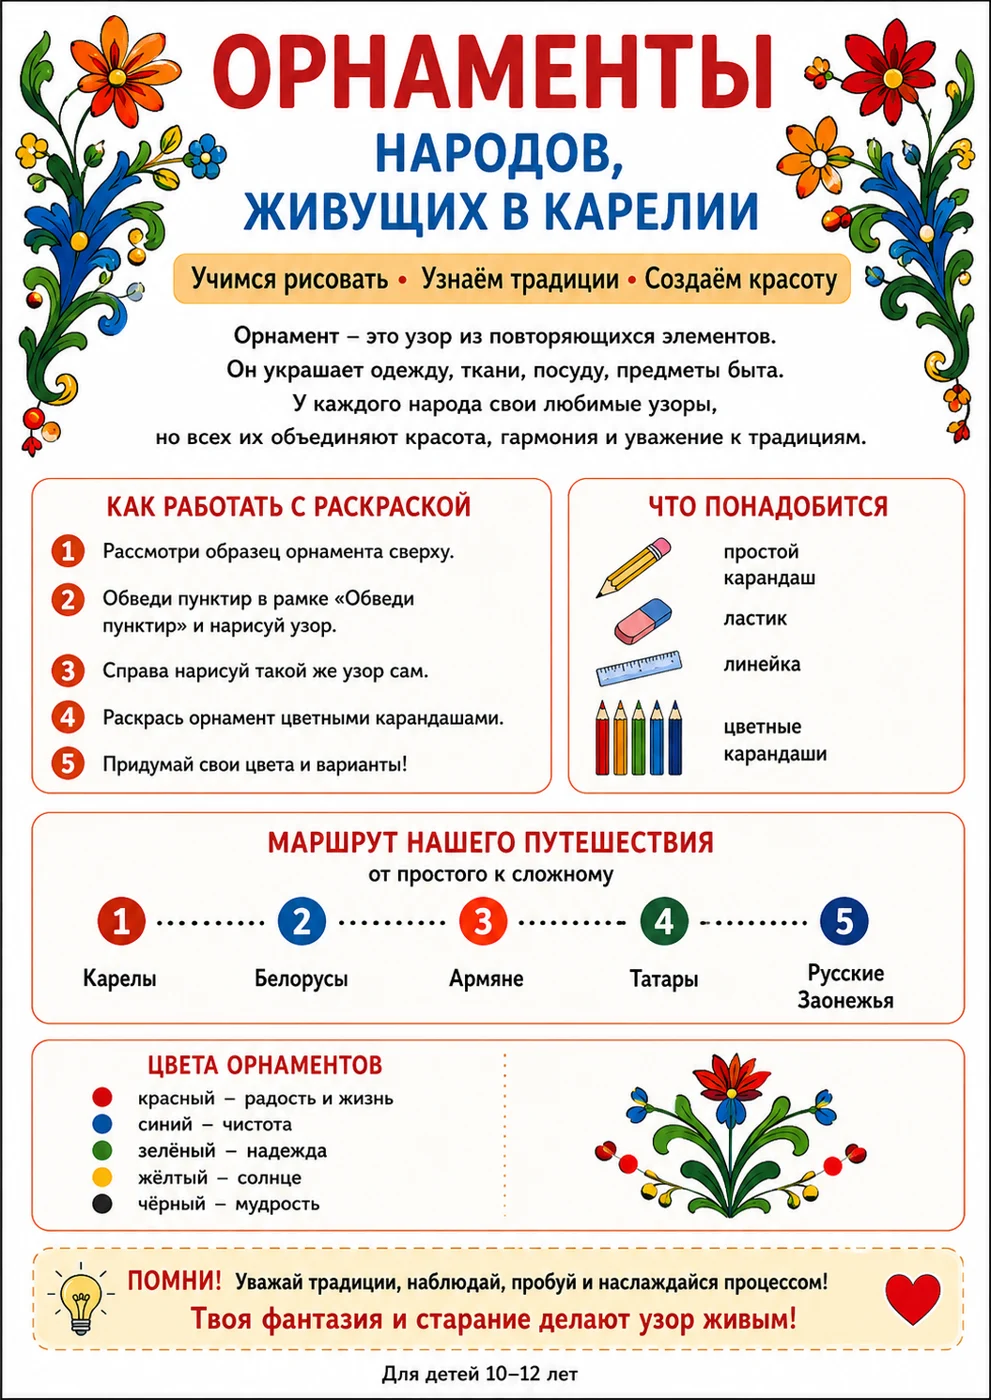 ОРНАМЕНТЫ
НАРОДОВ,
ЖИВУЩИХ В КАРЕЛИИ
Учимся рисовать • Узнаём традиции • Создаём красоту
Орнамент – это узор из повторяющихся элементов.
Он украшает одежду, ткани, посуду, предметы быта.
У каждого народа свои любимые узоры,
но всех их объединяют красота, гармония и уважение к традициям.
КАК РАБОТАТЬ С РАСКРАСКОЙ
1 Рассмотри образец орнамента сверху.
2 Обведи пунктир в рамке «Обведи
пунктир» и нарисуй узор.
3 Справа нарисуй такой же узор сам.
4 Раскрась орнамент цветными карандашами.
5 Придумай свои цвета и варианты!
ЧТО ПОНАДОБИТСЯ
простой
карандаш
ластик
линейка
цветные
карандаши
МАРШРУТ НАШЕГО ПУТЕШЕСТВИЯ
от простого к сложному
1 2 3 4 5
Карелы Белорусы Армяне Татары Русские
Заонежья
ЦВЕТА ОРНАМЕНТОВ
красный – радость и жизнь
синий – чистота
зелёный – надежда
жёлтый – солнце
чёрный – мудрость
ПОМНИ! Уважай традиции, наблюдай, пробуй и наслаждайся процессом!
Твоя фантазия и старание делают узор живым!
Для детей 10–12 лет